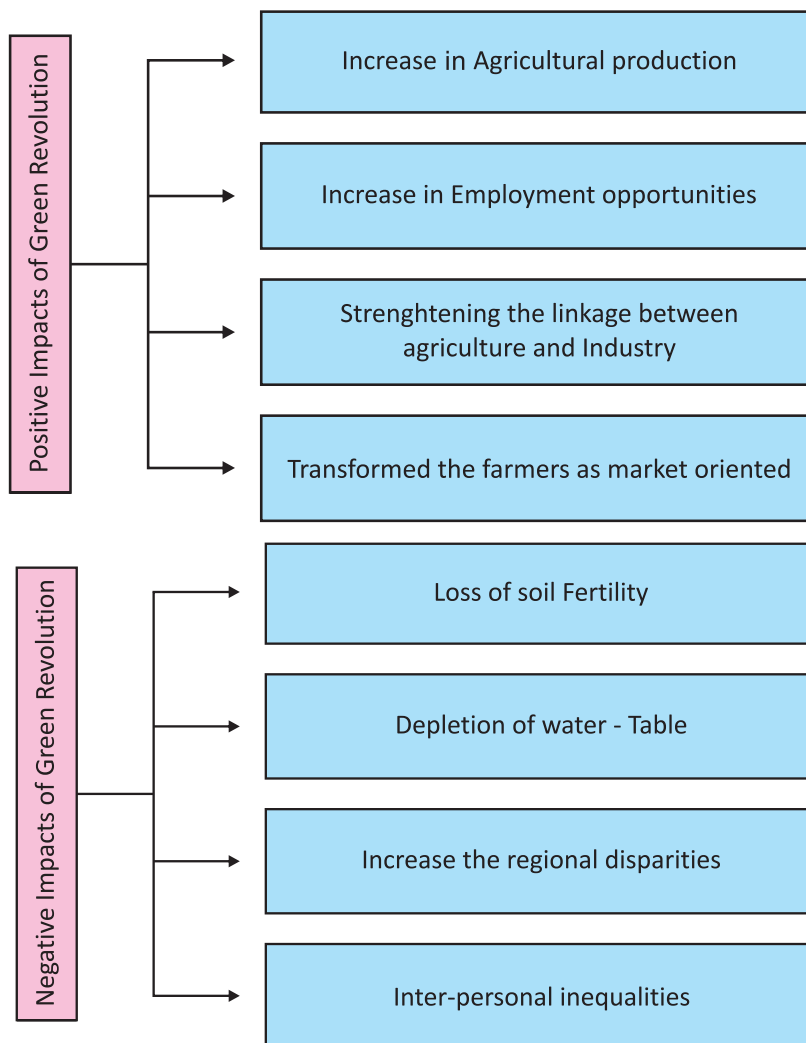 Positive Impacts of Green Revolution
Increase in Agricultural production
Increase in Employment opportunities
Strenghtening the linkage between
agriculture and Industry
Transformed the farmers as market oriented
Negative Impacts of Green Revolution
Loss of soil Fertility
Depletion of water - Table
Increase the regional disparities
Inter-personal inequalities